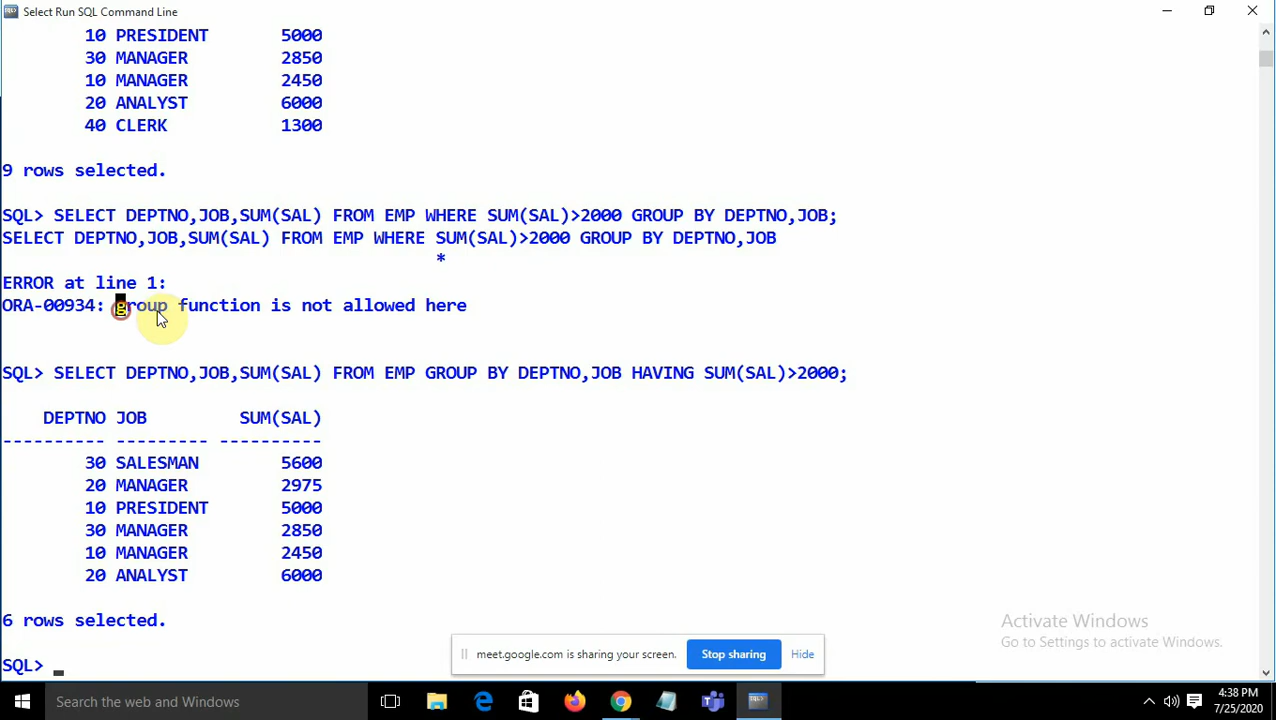 Select Run SQL Command Line
10 PRESIDENT 5000
30 MANAGER 2850
10 MANAGER 2450
20 ANALYST 6000
40 CLERK 1300
9 rows selected.
SQL> SELECT DEPTNO,JOB,SUM(SAL) FROM EMP WHERE SUM(SAL)>2000 GROUP BY DEPTNO,JOB;
SELECT DEPTNO,JOB,SUM(SAL) FROM EMP WHERE SUM(SAL)>2000 GROUP BY DEPTNO,JOB
*
ERROR at line 1:
ORA-00934: group function is not allowed here
SQL> SELECT DEPTNO,JOB,SUM(SAL) FROM EMP GROUP BY DEPTNO,JOB HAVING SUM(SAL)>2000;
DEPTNO JOB SUM(SAL)
---------- --------- ----------
30 SALESMAN 5600
20 MANAGER 2975
10 PRESIDENT 5000
30 MANAGER 2850
10 MANAGER 2450
20 ANALYST 6000
6 rows selected.
SQL> _
Activate Windows
Go to Settings to activate Windows.
meet.google.com is sharing your screen. Stop sharing Hide
Search the web and Windows
4:38 PM
7/25/2020